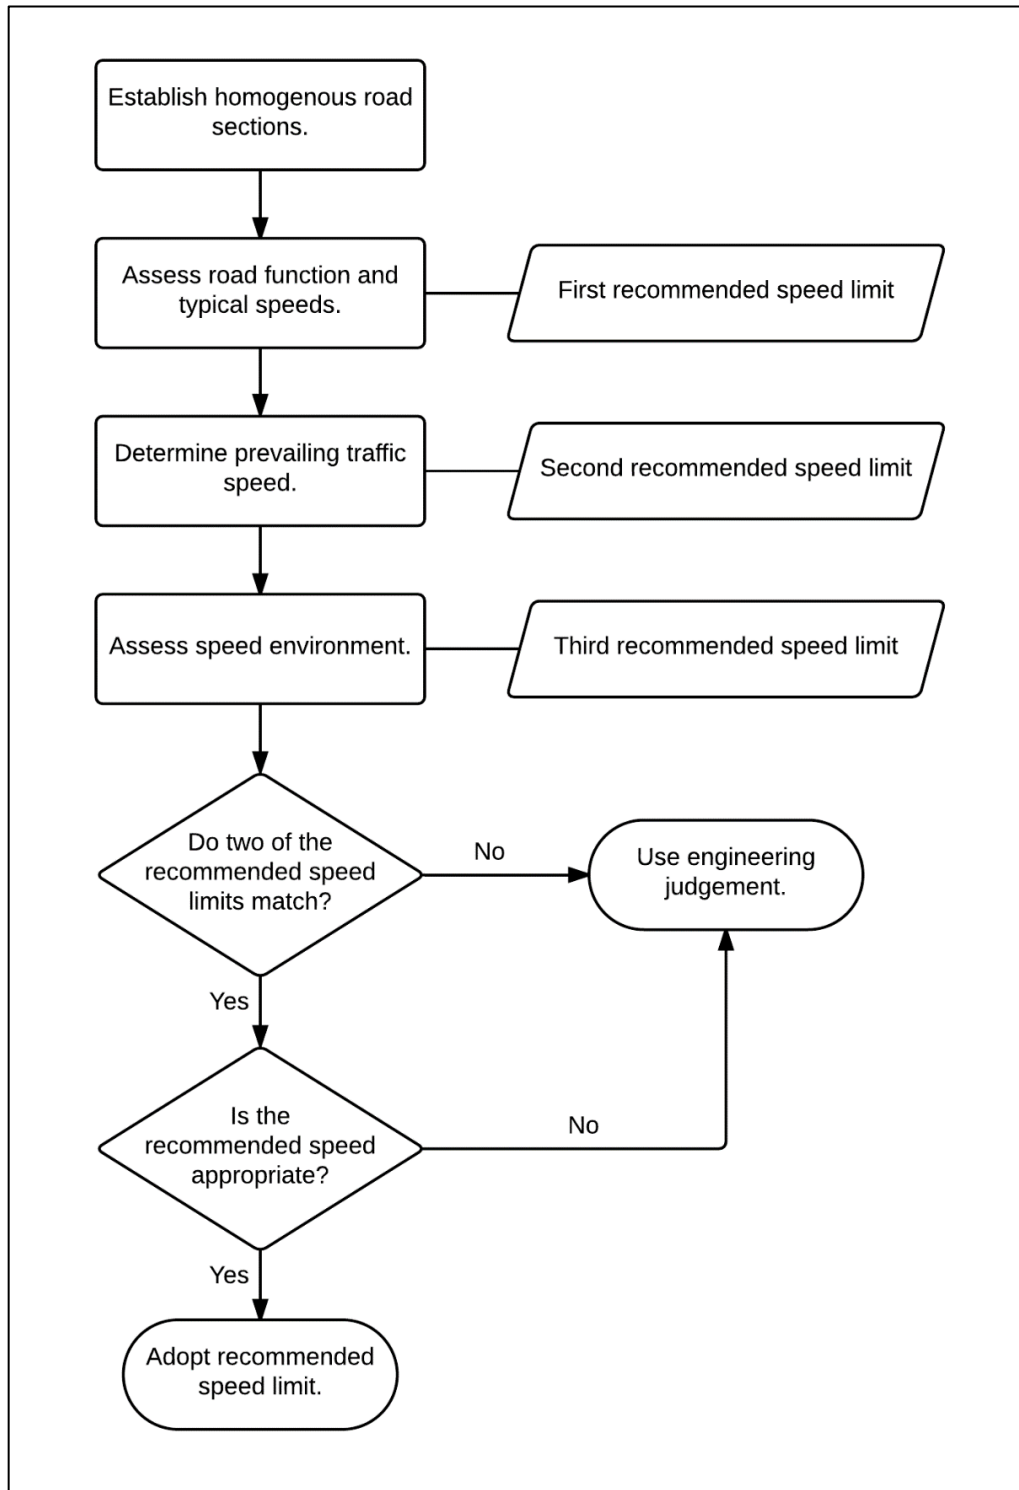 Establish homogenous road
sections.
Assess road function and
typical speeds.
First recommended speed limit
Determine prevailing traffic
speed.
Second recommended speed limit
Assess speed environment.
Third recommended speed limit
Do two of the
recommended speed
limits match?
No
Use engineering
judgement.
Yes
Is the
recommended speed
appropriate?
No
Yes
Adopt recommended
speed limit.